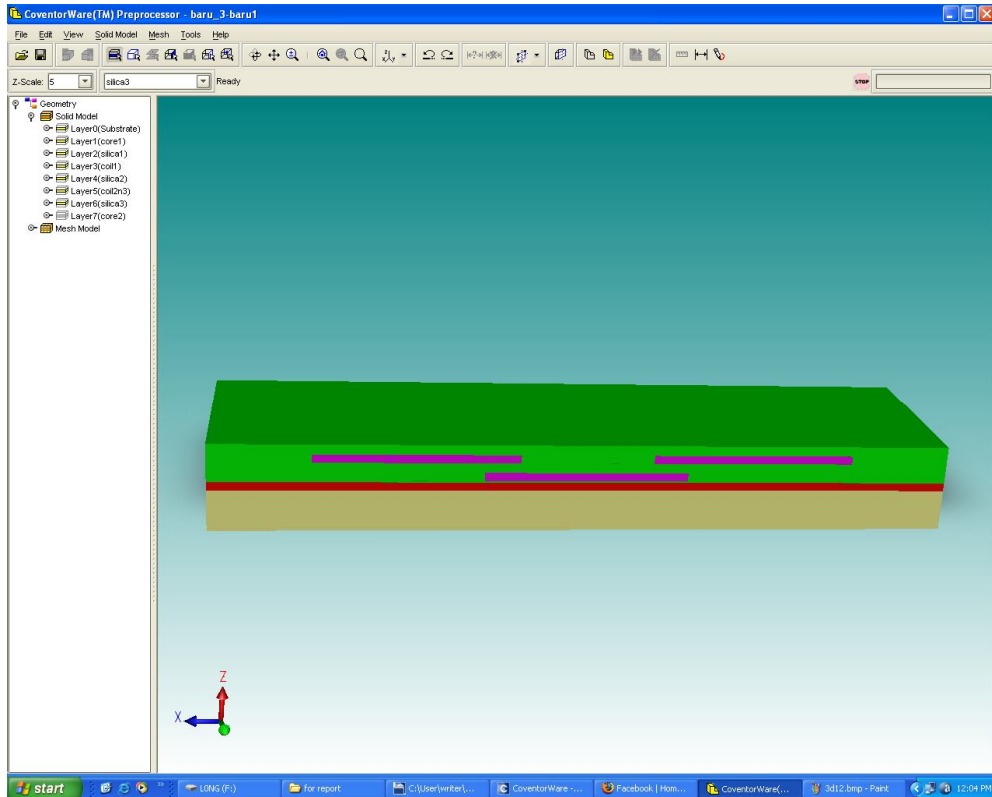 CoventorWare(TM) Preprocessor - baru_3-baru1
File Edit View Solid Model Mesh Tools Help
Z-Scale: 5 silica3 Ready STOP
Geometry
Solid Model
Layer0(Substrate)
Layer1(core1)
Layer2(silica1)
Layer3(coil1)
Layer4(silica2)
Layer5(coil2n3)
Layer6(silica3)
Layer7(core2)
Mesh Model
Z
X
start LONG (F:) for report C:\User\writer\... CoventorWare -... Facebook | Hom... CoventorWare(... 3d12.bmp - Paint 12:04 PM